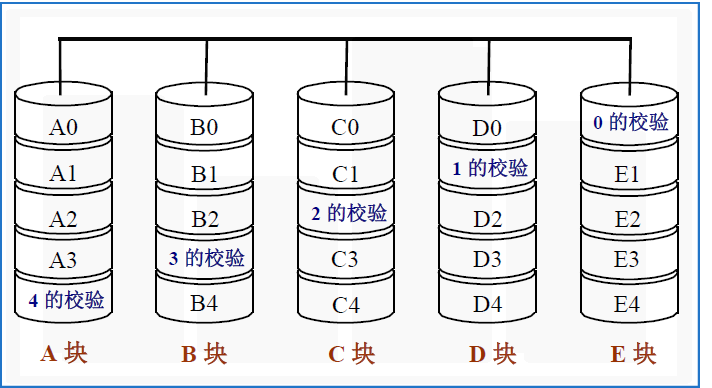 A0 B0 C0 D0 0 的校验
A1 B1 C1 1 的校验 E1
A2 B2 2 的校验 D2 E2
A3 3 的校验 C3 D3 E3
4 的校验 B4 C4 D4 E4
A 块 B 块 C 块 D 块 E 块